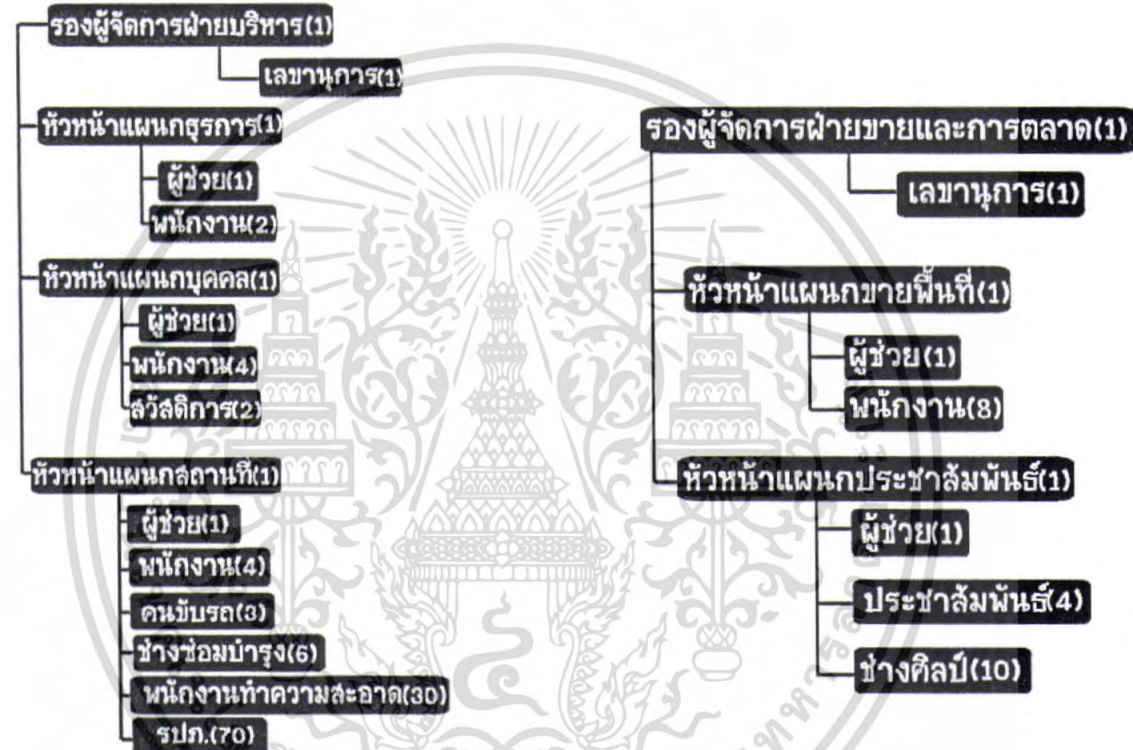 รองผู้จัดการฝ่ายบริหาร(1)
เลขานุการ(1)
หัวหน้าแผนกธุรการ(1)
ผู้ช่วย(1)
พนักงาน(2)
หัวหน้าแผนกบุคคล(1)
ผู้ช่วย(1)
พนักงาน(4)
สวัสดิการ(2)
หัวหน้าแผนกสถานที่(1)
ผู้ช่วย(1)
พนักงาน(4)
คนขับรถ(3)
ช่างซ่อมบำรุง(6)
พนักงานทำความสะอาด(30)
รปภ.(70)
รองผู้จัดการฝ่ายขายและการตลาด(1)
เลขานุการ(1)
หัวหน้าแผนกขายพื้นที่(1)
ผู้ช่วย(1)
พนักงาน(8)
หัวหน้าแผนกประชาสัมพันธ์(1)
ผู้ช่วย(1)
ประชาสัมพันธ์(4)
ช่างศิลป์(10)